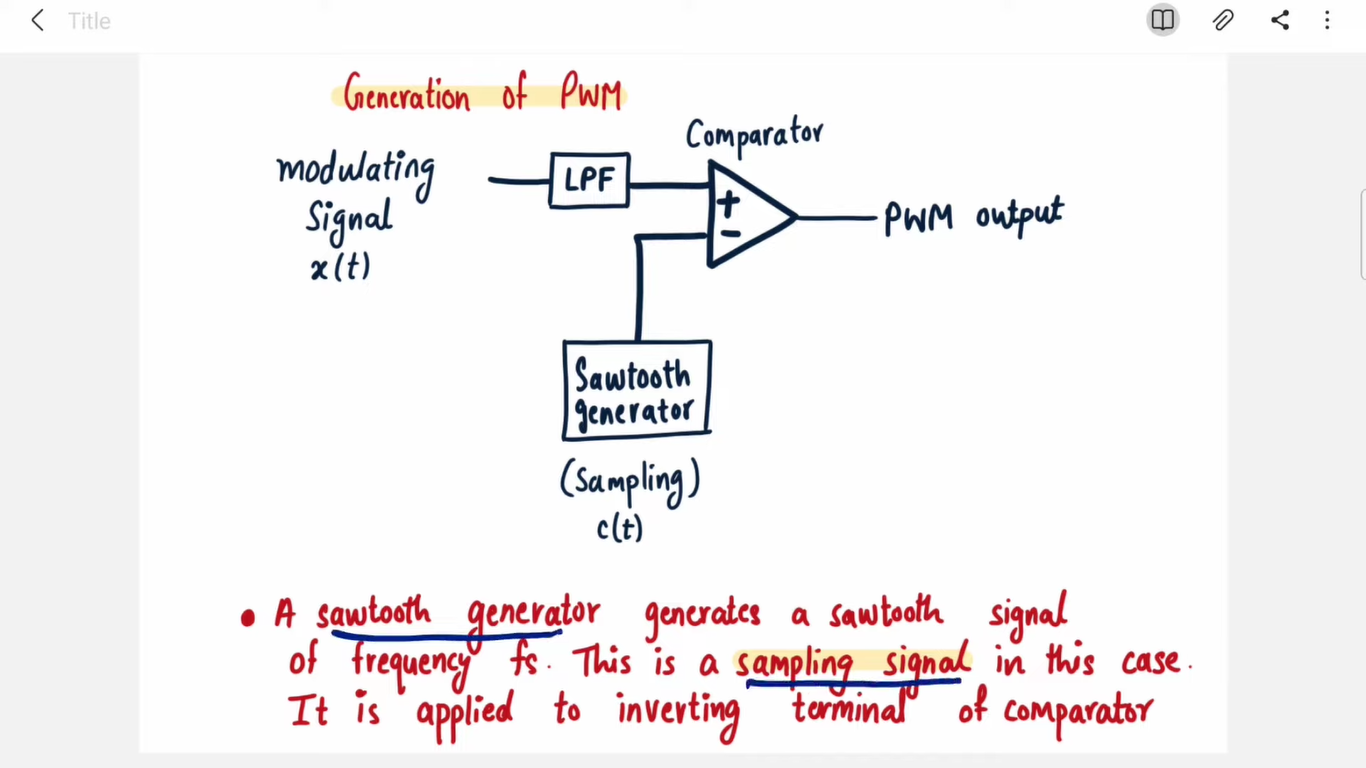 Title
Generation of PWM
Comparator
modulating
Signal
x(t)
LPF
+
-
PWM output
Sawtooth
generator
(Sampling)
c(t)
• A sawtooth generator generates a sawtooth signal
of frequency fs. This is a sampling signal in this case.
It is applied to inverting terminal of comparator